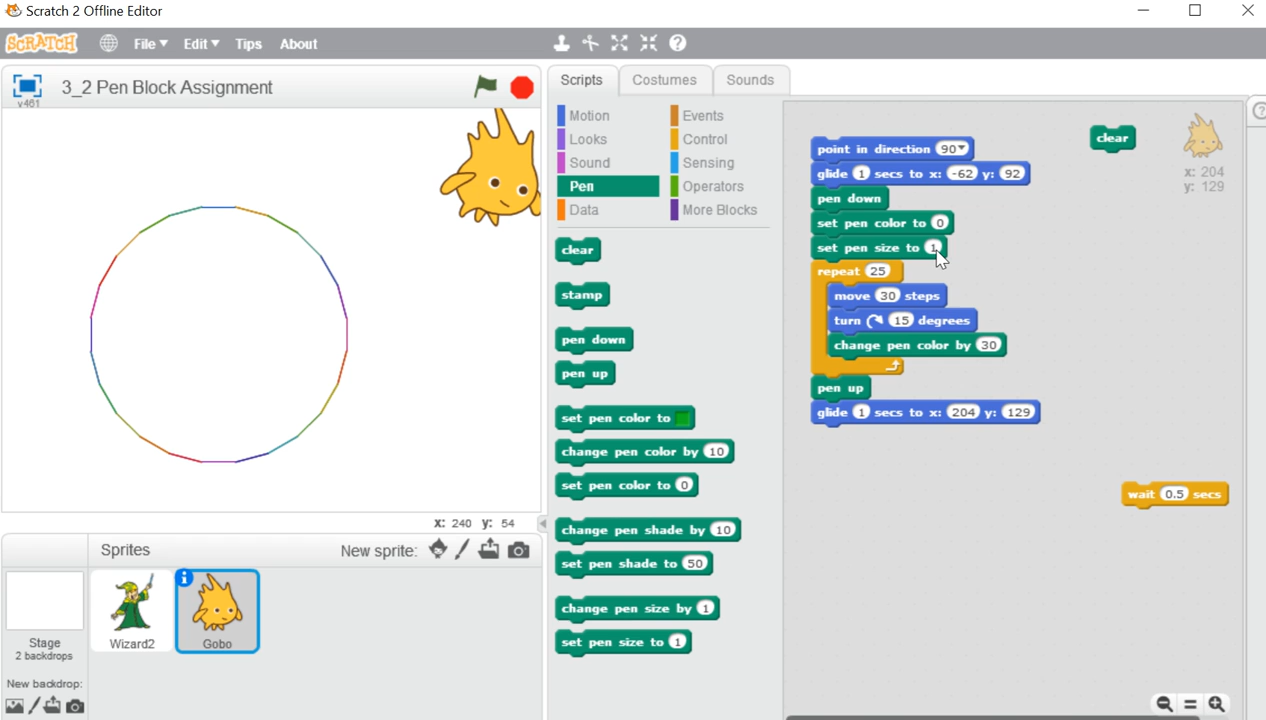 Scratch 2 Offline Editor
SCRATCH File Edit Tips About
v461 3_2 Pen Block Assignment
x: 240 y: 54
Sprites New sprite:
Stage
2 backdrops
New backdrop:
Wizard2
Gobo
Scripts Costumes Sounds
Motion Events
Looks Control
Sound Sensing
Pen Operators
Data More Blocks
clear
stamp
pen down
pen up
set pen color to
change pen color by 10
set pen color to 0
change pen shade by 10
set pen shade to 50
change pen size by 1
set pen size to 1
point in direction 90
glide 1 secs to x: -62 y: 92
pen down
set pen color to 0
set pen size to 1
repeat 25
move 30 steps
turn 15 degrees
change pen color by 30
pen up
glide 1 secs to x: 204 y: 129
clear
x: 204
y: 129
wait 0.5 secs